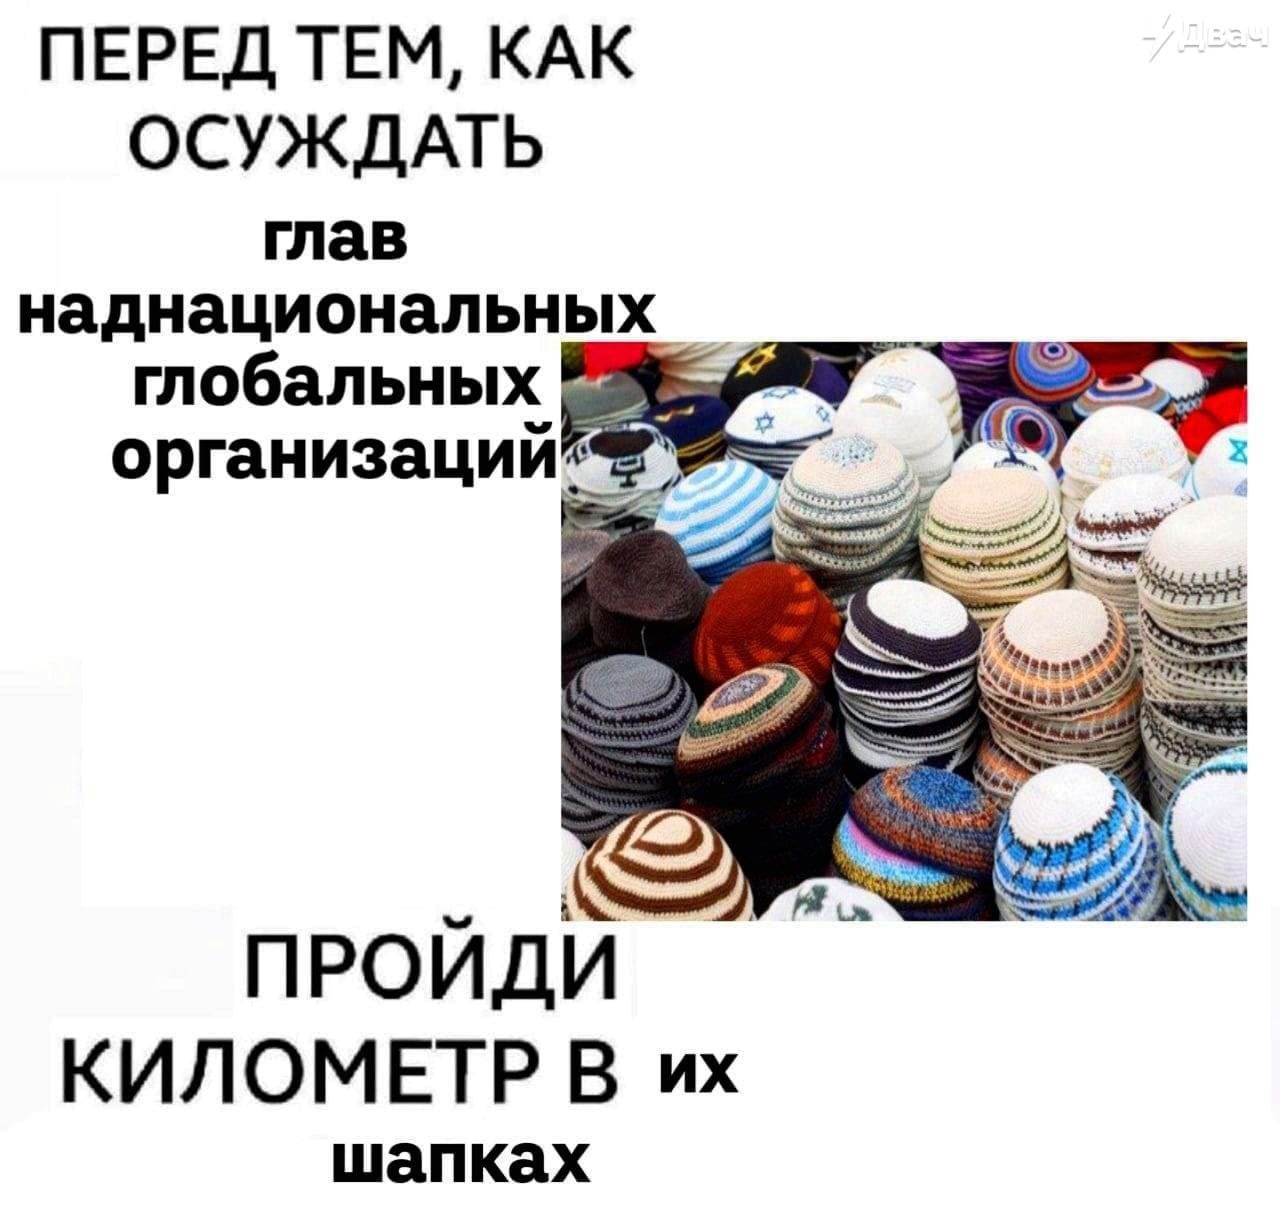 Двач
ПЕРЕД ТЕМ, КАК
ОСУЖДАТЬ
глав
наднациональных
глобальных
организаций
ПРОЙДИ
КИЛОМЕТР В их
шапках